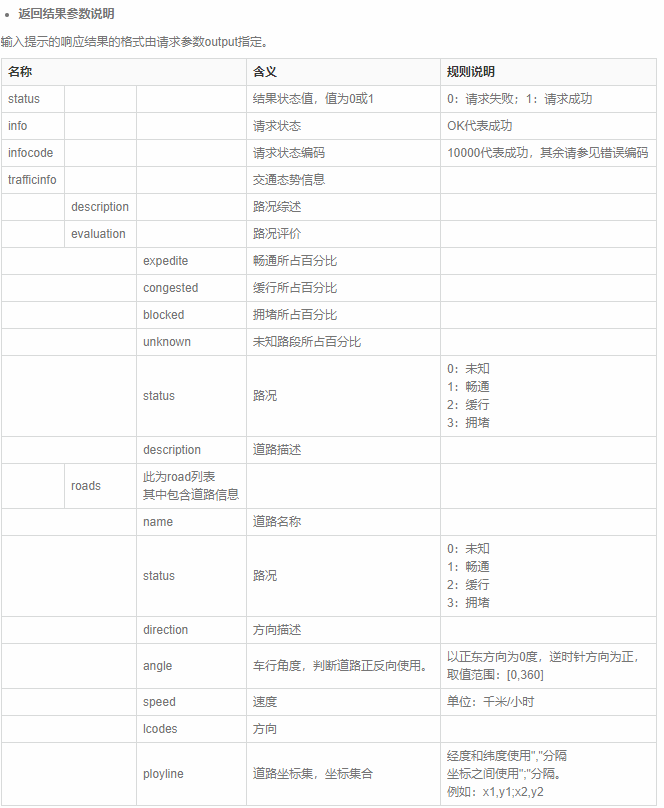 返回结果参数说明
输入提示的响应结果的格式由请求参数output指定。
名称 含义 规则说明
status 结果状态值，值为0或1 0：请求失败；1：请求成功
info 请求状态 OK代表成功
infocode 请求状态编码 10000代表成功，其余请参见错误编码
trafficinfo 交通态势信息
description 路况综述
evaluation 路况评价
expedite 畅通所占百分比
congested 缓行所占百分比
blocked 拥堵所占百分比
unknown 未知路段所占百分比
status 路况 0：未知
1：畅通
2：缓行
3：拥堵
description 道路描述
roads 此为road列表
其中包含道路信息
name 道路名称
status 路况 0：未知
1：畅通
2：缓行
3：拥堵
direction 方向描述
angle 车行角度，判断道路正反向使用。 以正东方向为0度，逆时针方向为正，
取值范围：[0,360]
speed 速度 单位：千米/小时
lcodes 方向
ployline 道路坐标集，坐标集合 经度和纬度使用","分隔
坐标之间使用";"分隔。
例如：x1,y1;x2,y2